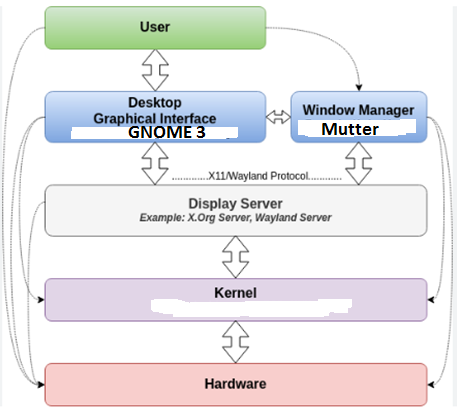 User
Desktop
Graphical Interface
GNOME 3
Window Manager
Mutter
..............X11/Wayland Protocol.............
Display Server
Example: X.Org Server, Wayland Server
Kernel
Hardware